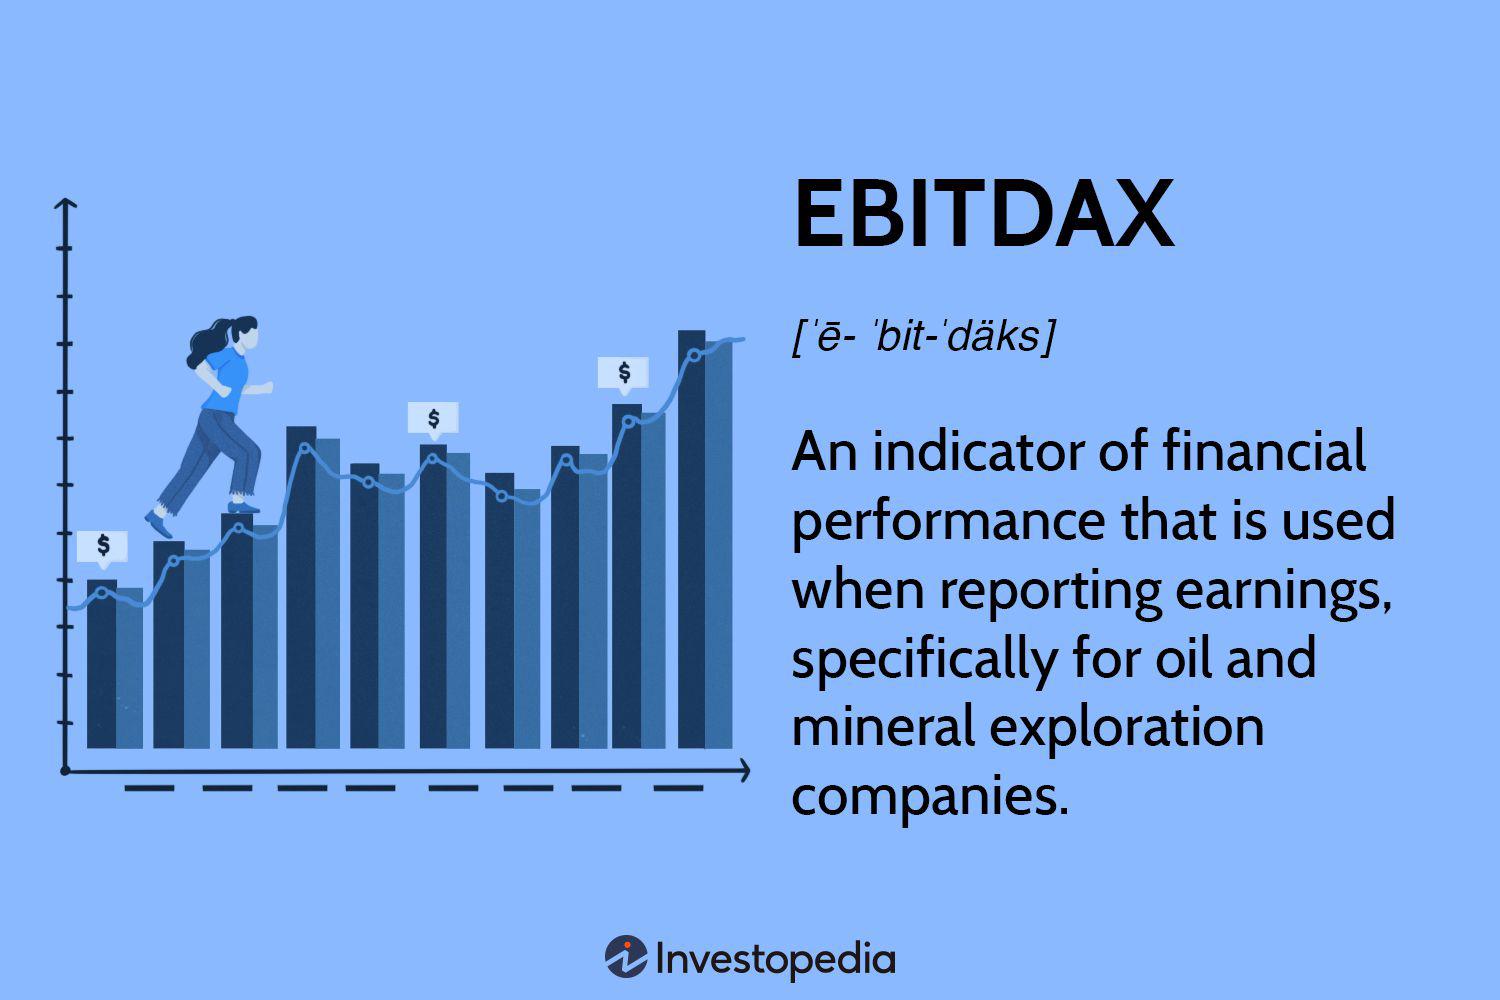 EBITDAX
[ˈē- ˈbit-ˈdäks]
An indicator of financial
performance that is used
when reporting earnings,
specifically for oil and
mineral exploration
companies.
$
$
$
Investopedia